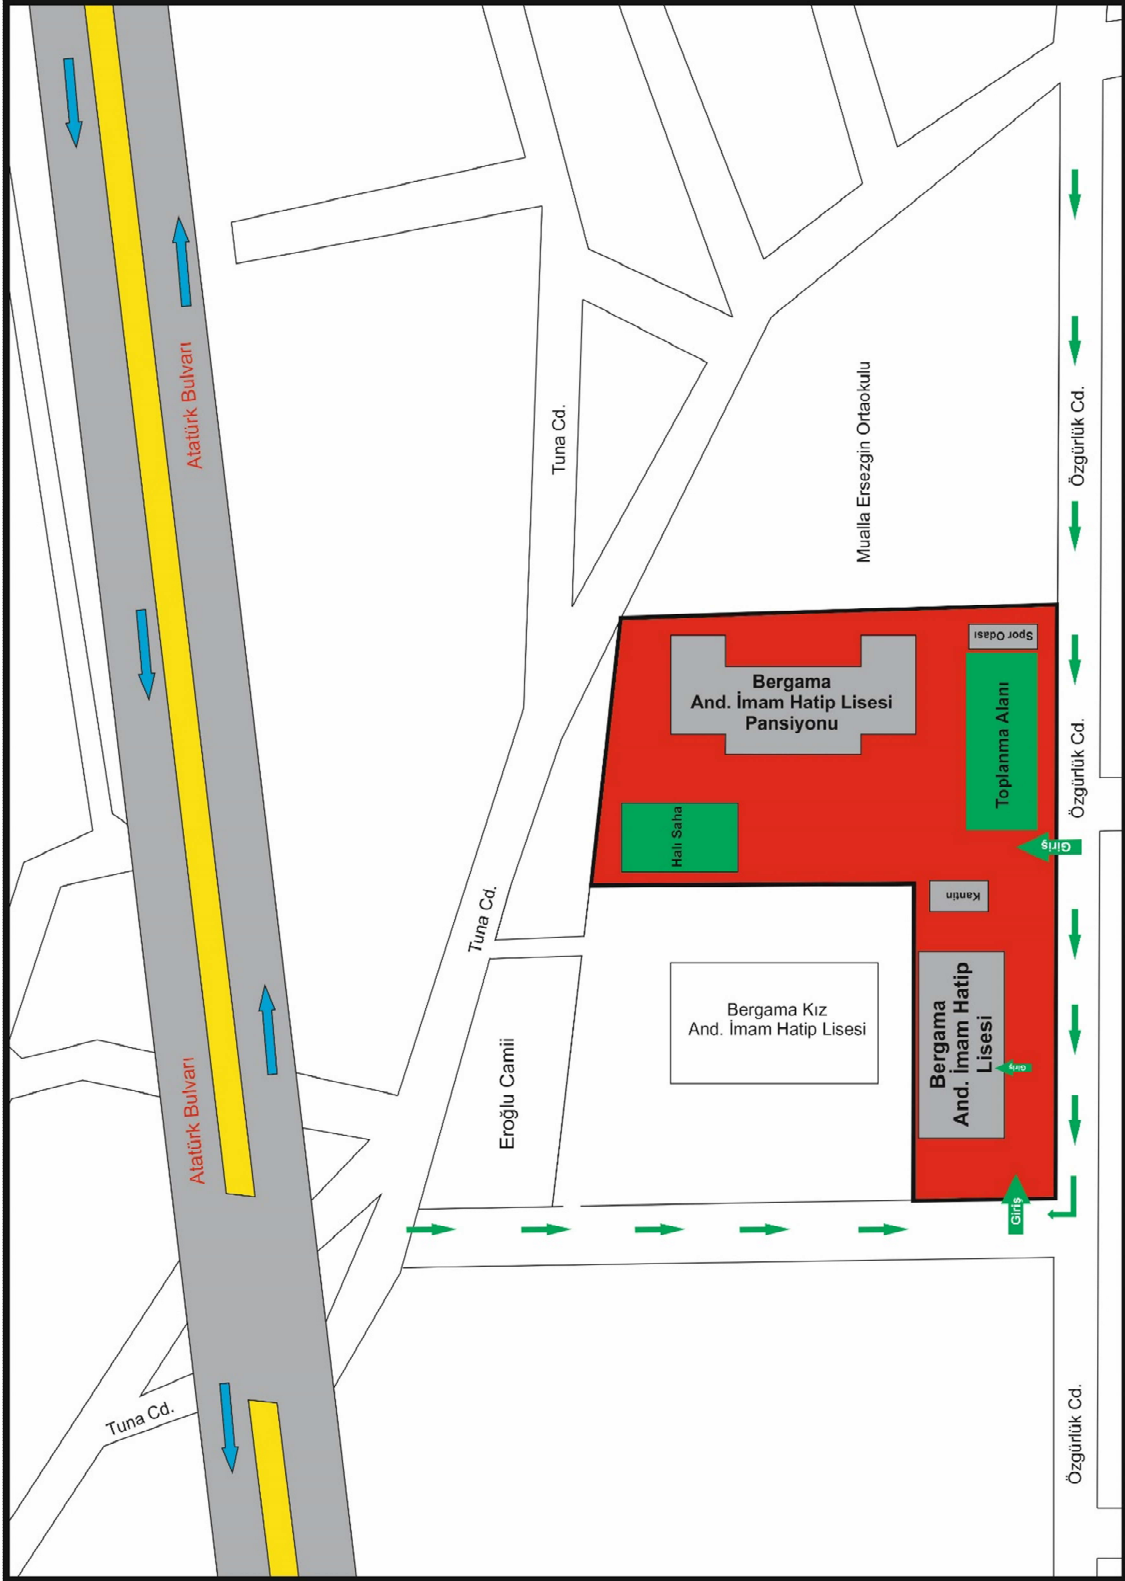 Atatürk Bulvarı
Tuna Cd.
Mualla Ersezgin Ortaokulu
Özgürlük Cd.
Spor Odası
Bergama
And. İmam Hatip Lisesi
Pansiyonu
Toplanma Alanı
Özgürlük Cd.
Halı Saha
Giriş
Kantin
Tuna Cd.
Bergama Kız
And. İmam Hatip Lisesi
Bergama
And. İmam Hatip
Lisesi
Giriş
Eroğlu Camii
Atatürk Bulvarı
Giriş
Tuna Cd.
Özgürlük Cd.